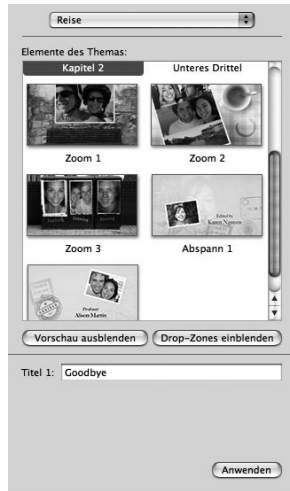 Reise
Elemente des Themas:
Kapitel 2 Unteres Drittel
Zoom 1 Zoom 2
Edited by
Karen Nguyen
Zoom 3 Abspann 1
Producer
Alison Martin
Vorschau ausblenden Drop-Zones einblenden
Titel 1: Goodbye
Anwenden